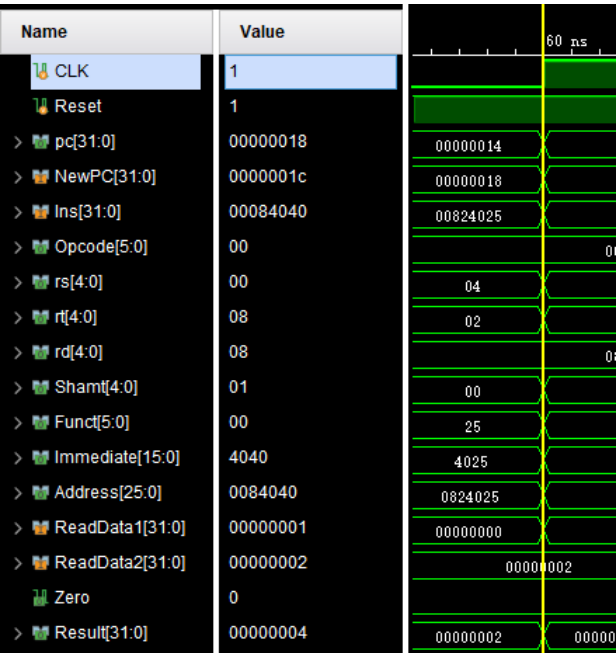 Name Value
60 ns
CLK 1
Reset 1
pc[31:0] 00000018 00000014
NewPC[31:0] 0000001c 00000018
Ins[31:0] 00084040 00824025
Opcode[5:0] 00
rs[4:0] 00 04
rt[4:0] 08 02
rd[4:0] 08
Shamt[4:0] 01 00
Funct[5:0] 00 25
Immediate[15:0] 4040 4025
Address[25:0] 0084040 0824025
ReadData1[31:0] 00000001 00000000
ReadData2[31:0] 00000002 00000002
Zero 0
Result[31:0] 00000004 00000002 00000